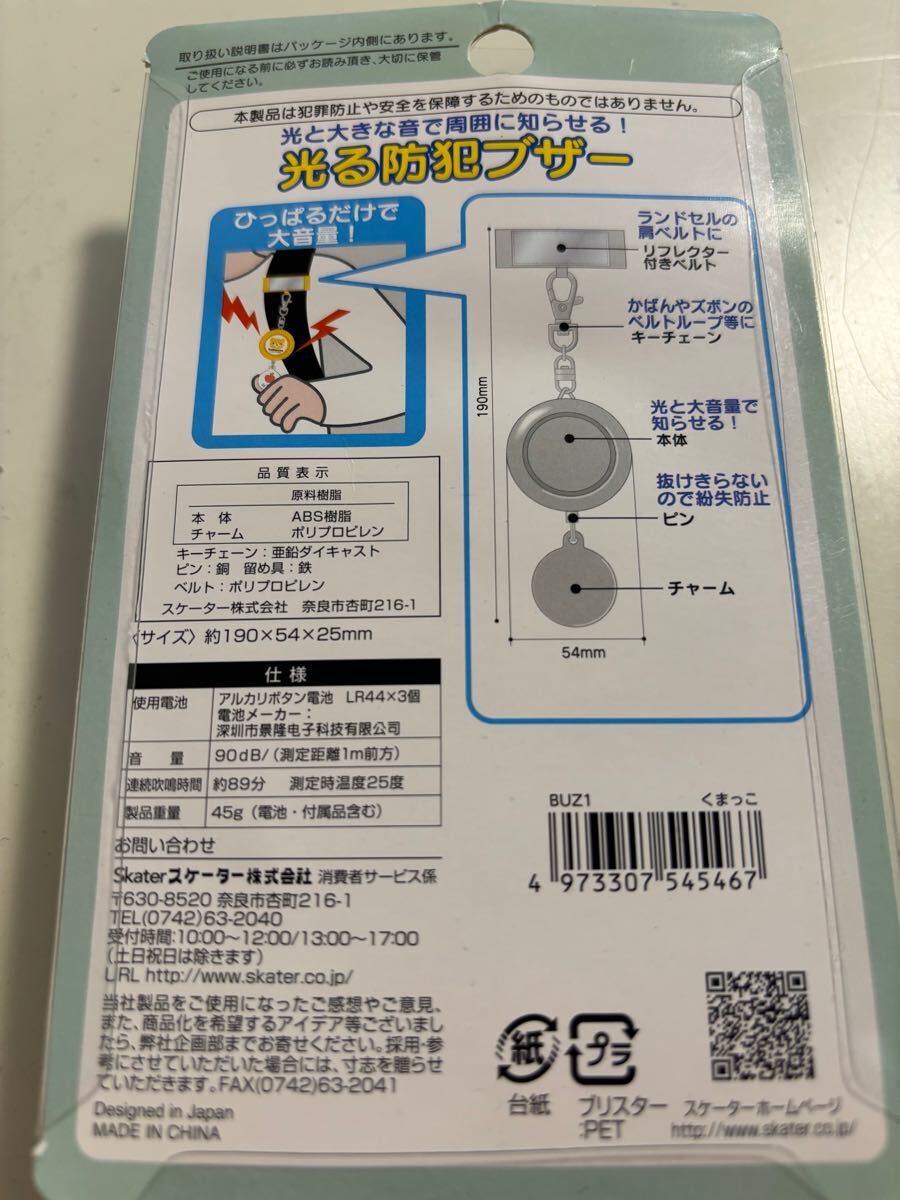 取り扱い説明書はパッケージ内側にあります。
ご使用になる前に必ずお読み頂き、大切に保管
してください。
本製品は犯罪防止や安全を保障するためのものではありません。
光と大きな音で周囲に知らせる!
光る防犯ブザー
ひっぱるだけで
大音量!
ランドセルの
肩ベルトに
リフレクター
付きベルト
かばんやズボンの
ベルトループ等に
キーチェーン
190mm
光と大音量で
知らせる!
本体
抜けきらない
ので紛失防止
ピン
チャーム
54mm
品質表示
原料樹脂
本体 ABS樹脂
チャーム ポリプロピレン
キーチェーン:亜鉛ダイキャスト
ピン:銅 留め具:鉄
ベルト:ポリプロピレン
スケーター株式会社 奈良市杏町216-1
〈サイズ〉約190×54×25mm
仕様
使用電池 アルカリボタン電池 LR44×3個
電池メーカー:
深圳市景隆电子科技有限公司
音量 90dB/(測定距離1m前方)
連続吹鳴時間 約89分 測定時温度25度
製品重量 45g(電池・付属品含む)
お問い合わせ
Skaterスケーター株式会社 消費者サービス係
〒630-8520 奈良市杏町216-1
TEL(0742)63-2040
受付時間:10:00〜12:00/13:00〜17:00
(土日祝日は除きます)
URL http://www.skater.co.jp/
当社製品をご使用になったご感想やご意見、
また、商品化を希望するアイデア等ございまし
たら、弊社企画部までお寄せください。採用・参
考にさせていただいた場合には、寸志を贈らせ
ていただきます。FAX(0742)63-2041
Designed in Japan
MADE IN CHINA
BUZ1 くまっこ
4 973307 545467
紙
台紙
プラ
ブリスター
:PET
スケーターホームページ
http://www.skater.co.jp/